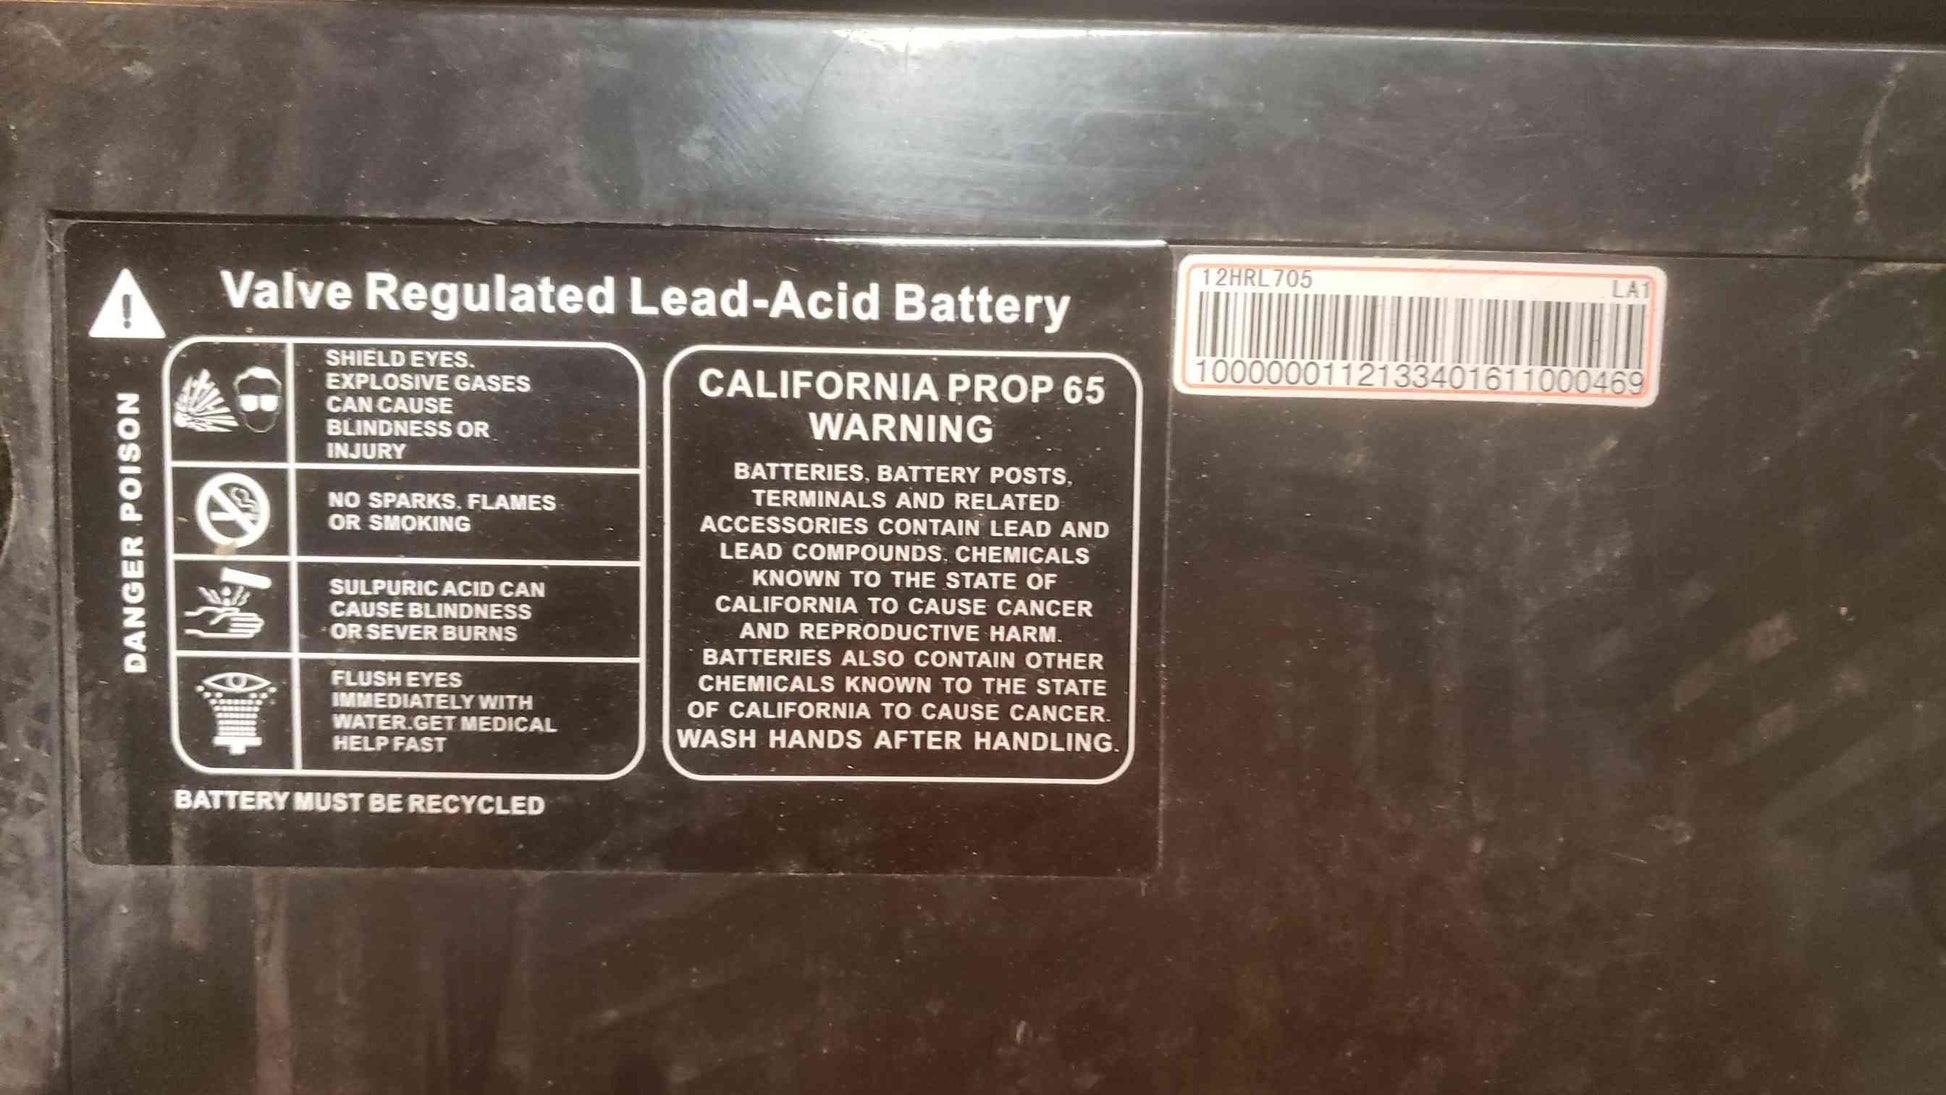 Valve Regulated Lead-Acid Battery
DANGER POISON
SHIELD EYES.
EXPLOSIVE GASES
CAN CAUSE
BLINDNESS OR
INJURY
NO SPARKS, FLAMES
OR SMOKING
SULPURIC ACID CAN
CAUSE BLINDNESS
OR SEVER BURNS
FLUSH EYES
IMMEDIATELY WITH
WATER.GET MEDICAL
HELP FAST
BATTERY MUST BE RECYCLED
CALIFORNIA PROP 65
WARNING
BATTERIES, BATTERY POSTS,
TERMINALS AND RELATED
ACCESSORIES CONTAIN LEAD AND
LEAD COMPOUNDS, CHEMICALS
KNOWN TO THE STATE OF
CALIFORNIA TO CAUSE CANCER
AND REPRODUCTIVE HARM.
BATTERIES ALSO CONTAIN OTHER
CHEMICALS KNOWN TO THE STATE
OF CALIFORNIA TO CAUSE CANCER.
WASH HANDS AFTER HANDLING.
12HRL705 LA1
1000000112133401611000469